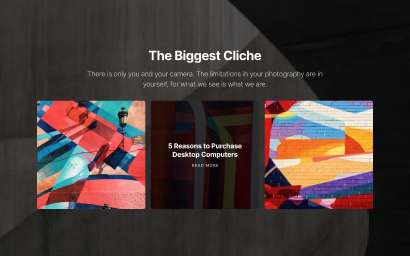 The Biggest Cliche
There is only you and your camera. The limitations in your photography are in
yourself, for what we see is what we are.
5 Reasons to Purchase
Desktop Computers
READ MORE